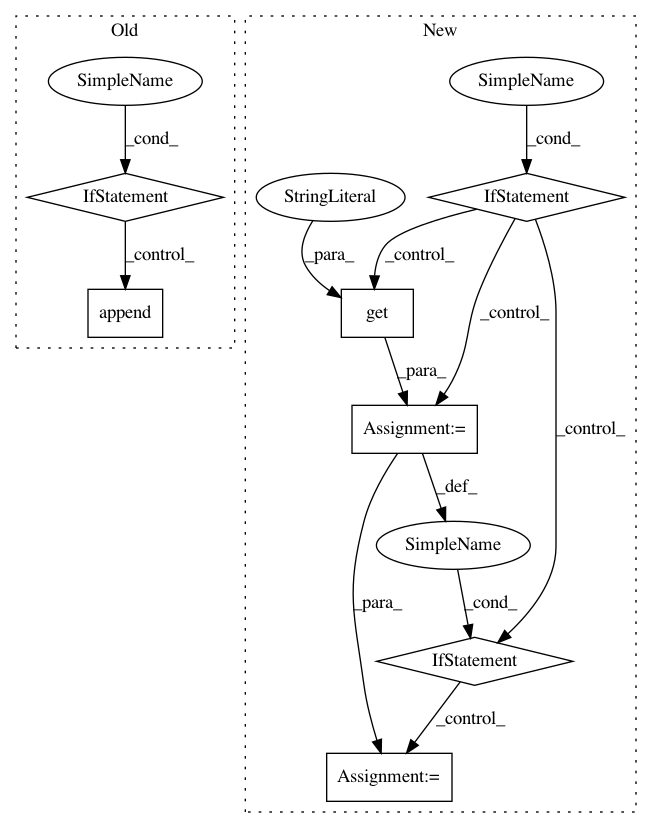 Old
New
SimpleName
SimpleName
_cond_
_cond_
IfStatement
StringLiteral
IfStatement
_control_
_para_
_control_
append
get
_control_
_para_
_control_
Assignment:=
_def_
SimpleName
_para_
_cond_
IfStatement
_control_
Assignment:=